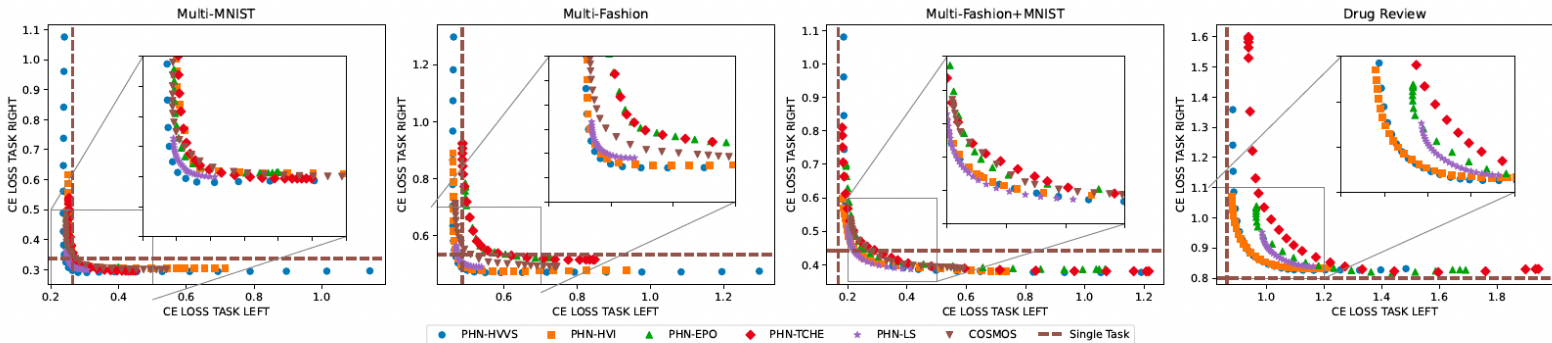 Multi-MNIST
1.1
1.0
0.9
0.8
0.7
0.6
0.5
0.4
0.3
CE LOSS TASK RIGHT
0.2 0.4 0.6 0.8 1.0
CE LOSS TASK LEFT
Multi-Fashion
1.2
1.0
0.8
0.6
CE LOSS TASK RIGHT
0.6 0.8 1.0 1.2
CE LOSS TASK LEFT
Multi-Fashion+MNIST
1.1
1.0
0.9
0.8
0.7
0.6
0.5
0.4
CE LOSS TASK RIGHT
0.2 0.4 0.6 0.8 1.0 1.2
CE LOSS TASK LEFT
Drug Review
1.6
1.5
1.4
1.3
1.2
1.1
1.0
0.9
0.8
CE LOSS TASK RIGHT
1.0 1.2 1.4 1.6 1.8
CE LOSS TASK LEFT
PHN-HVVS PHN-HVI PHN-EPO PHN-TCHE PHN-LS COSMOS Single Task